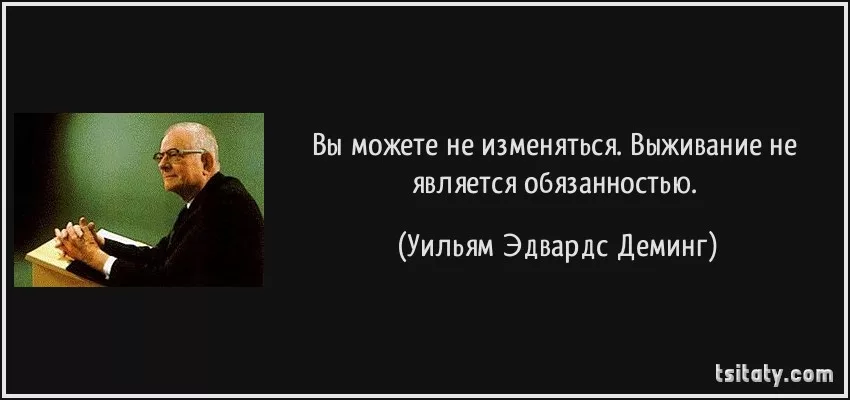 Вы можете не изменяться. Выживание не
является обязанностью.
(Уильям Эдвардс Деминг)
tsitaty.com